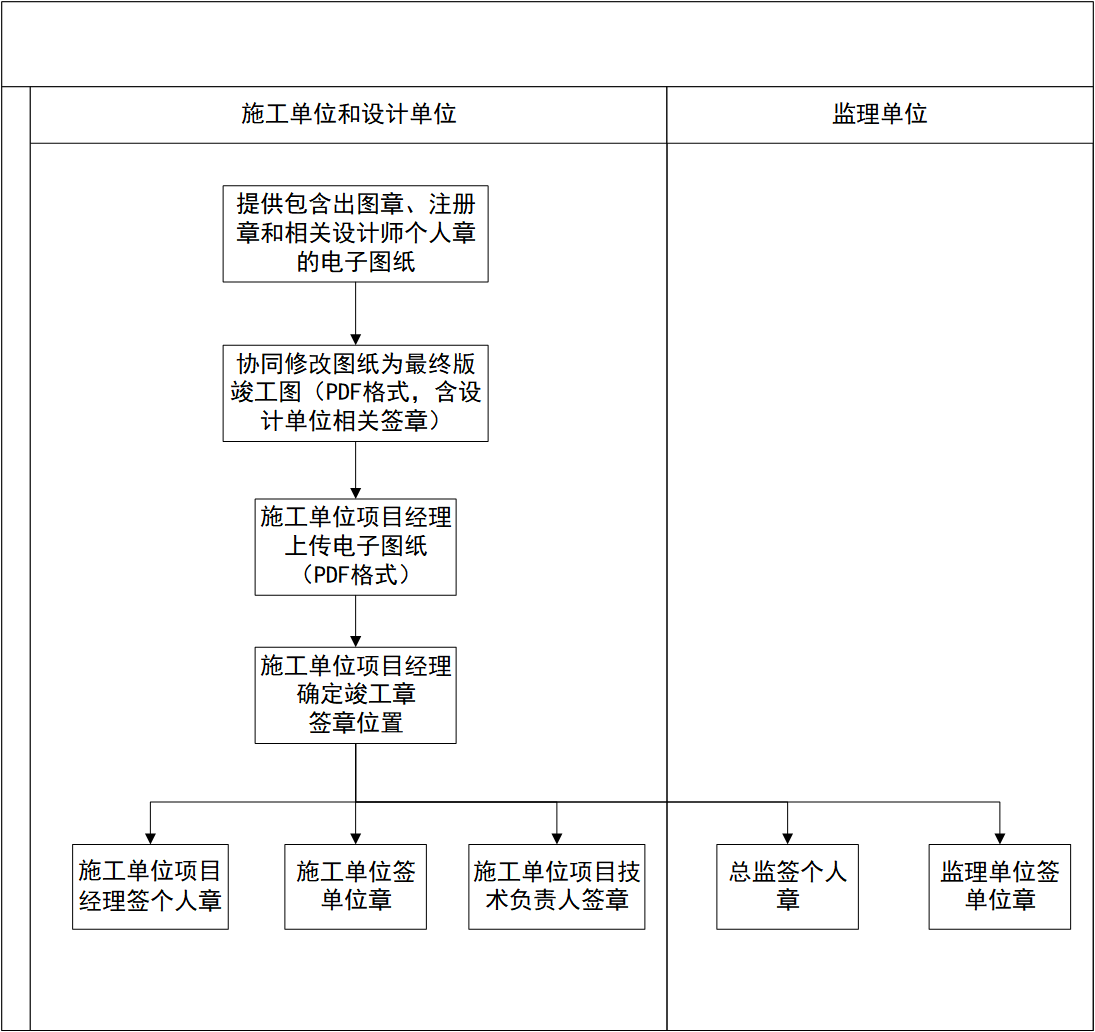 施工单位和设计单位
监理单位
提供包含出图章、注册
章和相关设计师个人章
的电子图纸
协同修改图纸为最终版
竣工图（PDF格式，含设
计单位相关签章）
施工单位项目经理
上传电子图纸
（PDF格式）
施工单位项目经理
确定竣工章
签章位置
施工单位项目
经理签个人章
施工单位签
单位章
施工单位项目技
术负责人签章
总监签个人
章
监理单位签
单位章